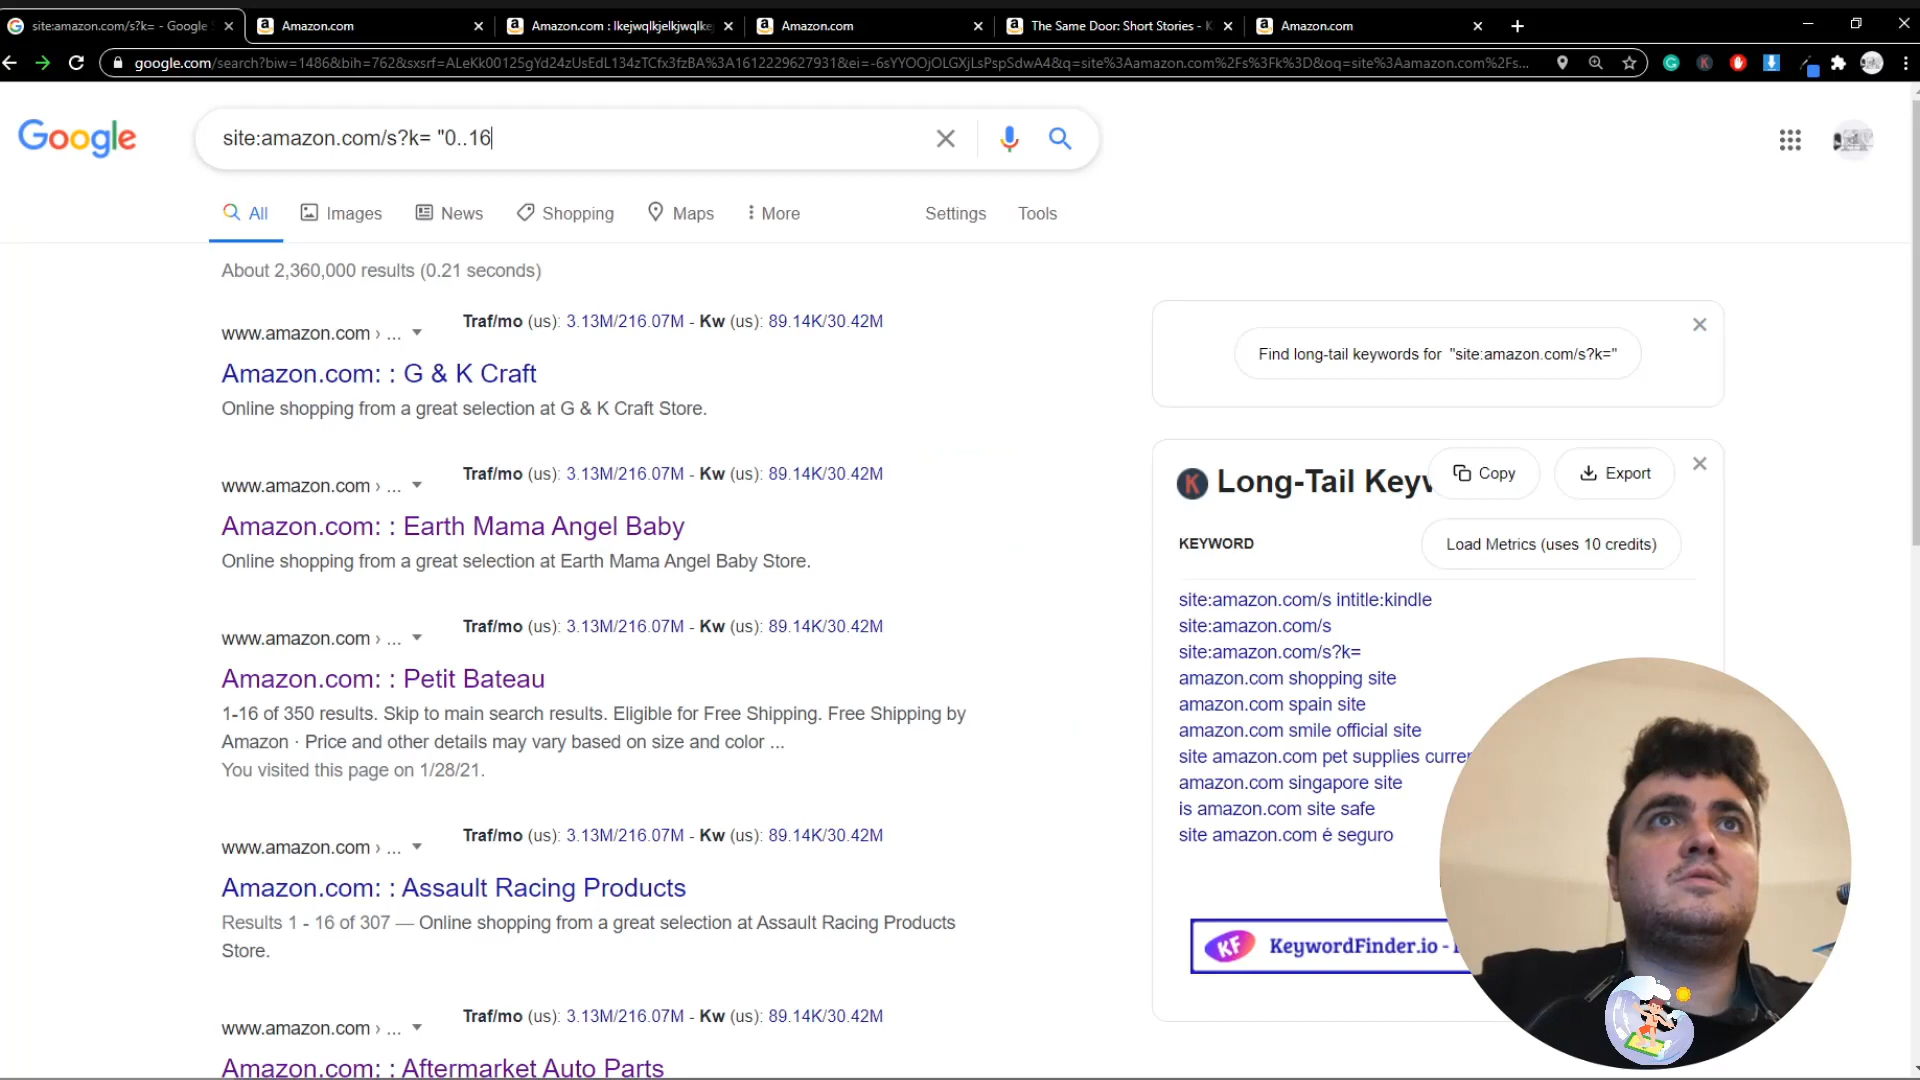 site:amazon.com/s?k= - Google
Amazon.com
Amazon.com : lkejwqlkjelkjwqlke
Amazon.com
The Same Door: Short Stories - K
Amazon.com
google.com/search?biw=1486&bih=762&sxsrf=ALeKk00125gYd24zUsEdL134zTCfx3fzBA%3A1612229627931&ei=-6sYYOOjOLGXjLsPspSdwA4&q=site%3Aamazon.com%2Fs%3Fk%3D&oq=site%3Aamazon.com%2Fs...
Google
site:amazon.com/s?k= "0..16
All
Images
News
Shopping
Maps
More
Settings
Tools
About 2,360,000 results (0.21 seconds)
www.amazon.com › ...
Traf/mo (us): 3.13M/216.07M - Kw (us): 89.14K/30.42M
Amazon.com: : G & K Craft
Online shopping from a great selection at G & K Craft Store.
www.amazon.com › ...
Traf/mo (us): 3.13M/216.07M - Kw (us): 89.14K/30.42M
Amazon.com: : Earth Mama Angel Baby
Online shopping from a great selection at Earth Mama Angel Baby Store.
www.amazon.com › ...
Traf/mo (us): 3.13M/216.07M - Kw (us): 89.14K/30.42M
Amazon.com: : Petit Bateau
1-16 of 350 results. Skip to main search results. Eligible for Free Shipping. Free Shipping by
Amazon · Price and other details may vary based on size and color ...
You visited this page on 1/28/21.
www.amazon.com › ...
Traf/mo (us): 3.13M/216.07M - Kw (us): 89.14K/30.42M
Amazon.com: : Assault Racing Products
Results 1 - 16 of 307 — Online shopping from a great selection at Assault Racing Products
Store.
www.amazon.com › ...
Traf/mo (us): 3.13M/216.07M - Kw (us): 89.14K/30.42M
Amazon.com: : Aftermarket Auto Parts
Find long-tail keywords for "site:amazon.com/s?k="
K Long-Tail Keyw
Copy
Export
KEYWORD
Load Metrics (uses 10 credits)
site:amazon.com/s intitle:kindle
site:amazon.com/s
site:amazon.com/s?k=
amazon.com shopping site
amazon.com spain site
amazon.com smile official site
site amazon.com pet supplies curren
amazon.com singapore site
is amazon.com site safe
site amazon.com é seguro
KF KeywordFinder.io -